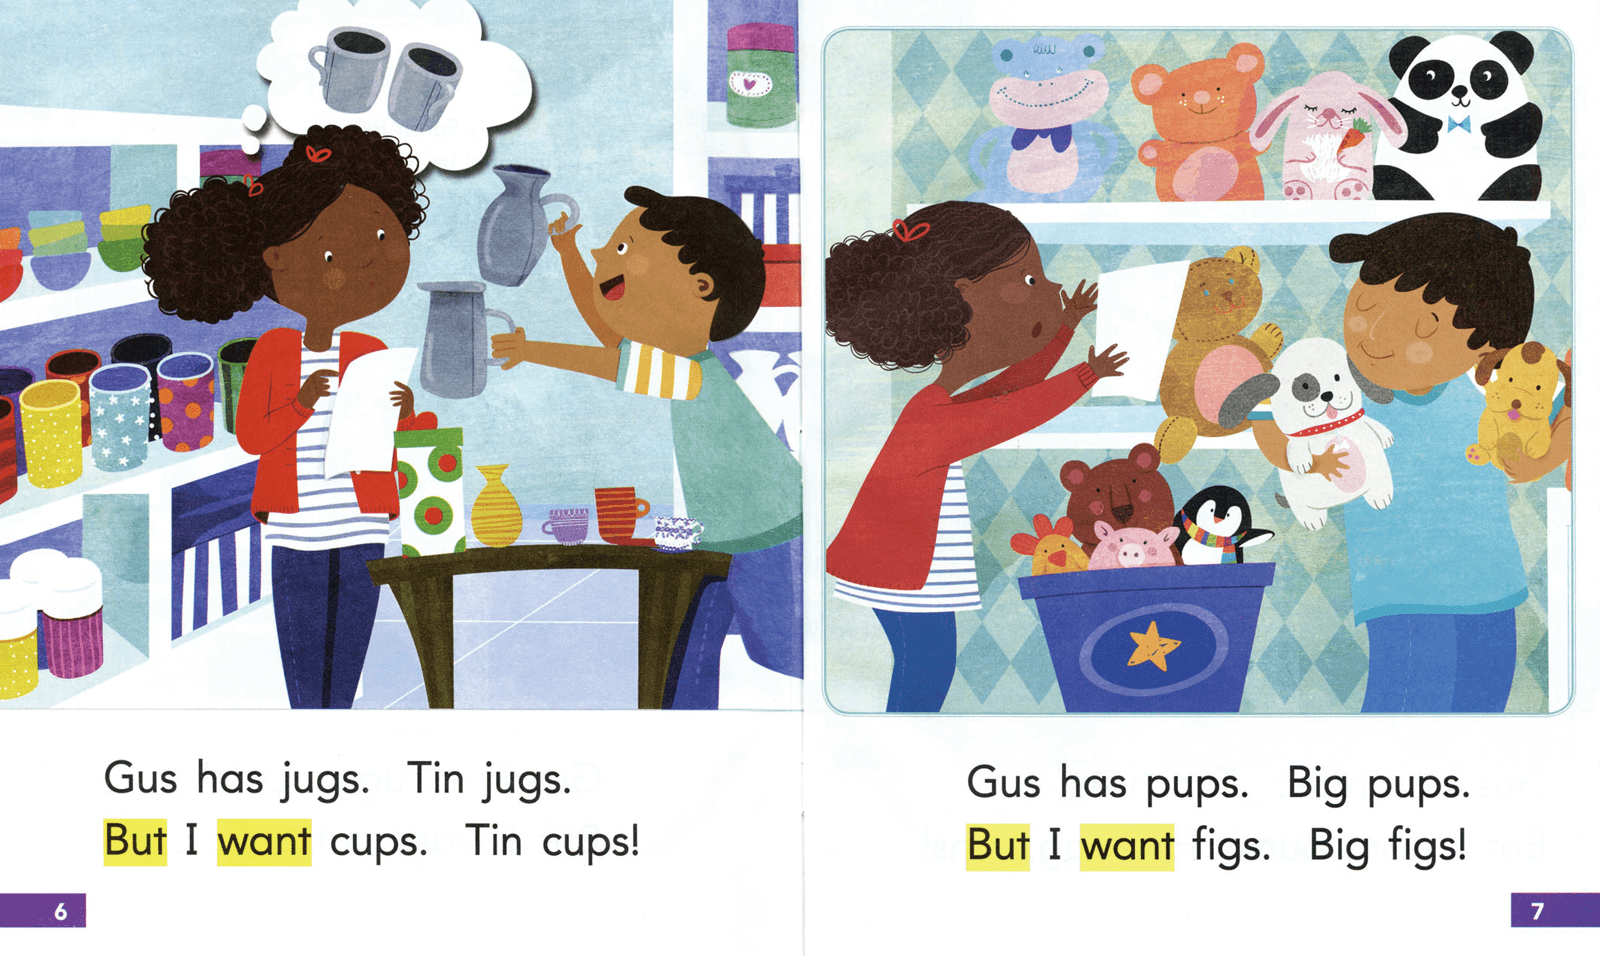 Gus has jugs. Tin jugs.
But I want cups. Tin cups!
6
Gus has pups. Big pups.
But I want figs. Big figs!
7